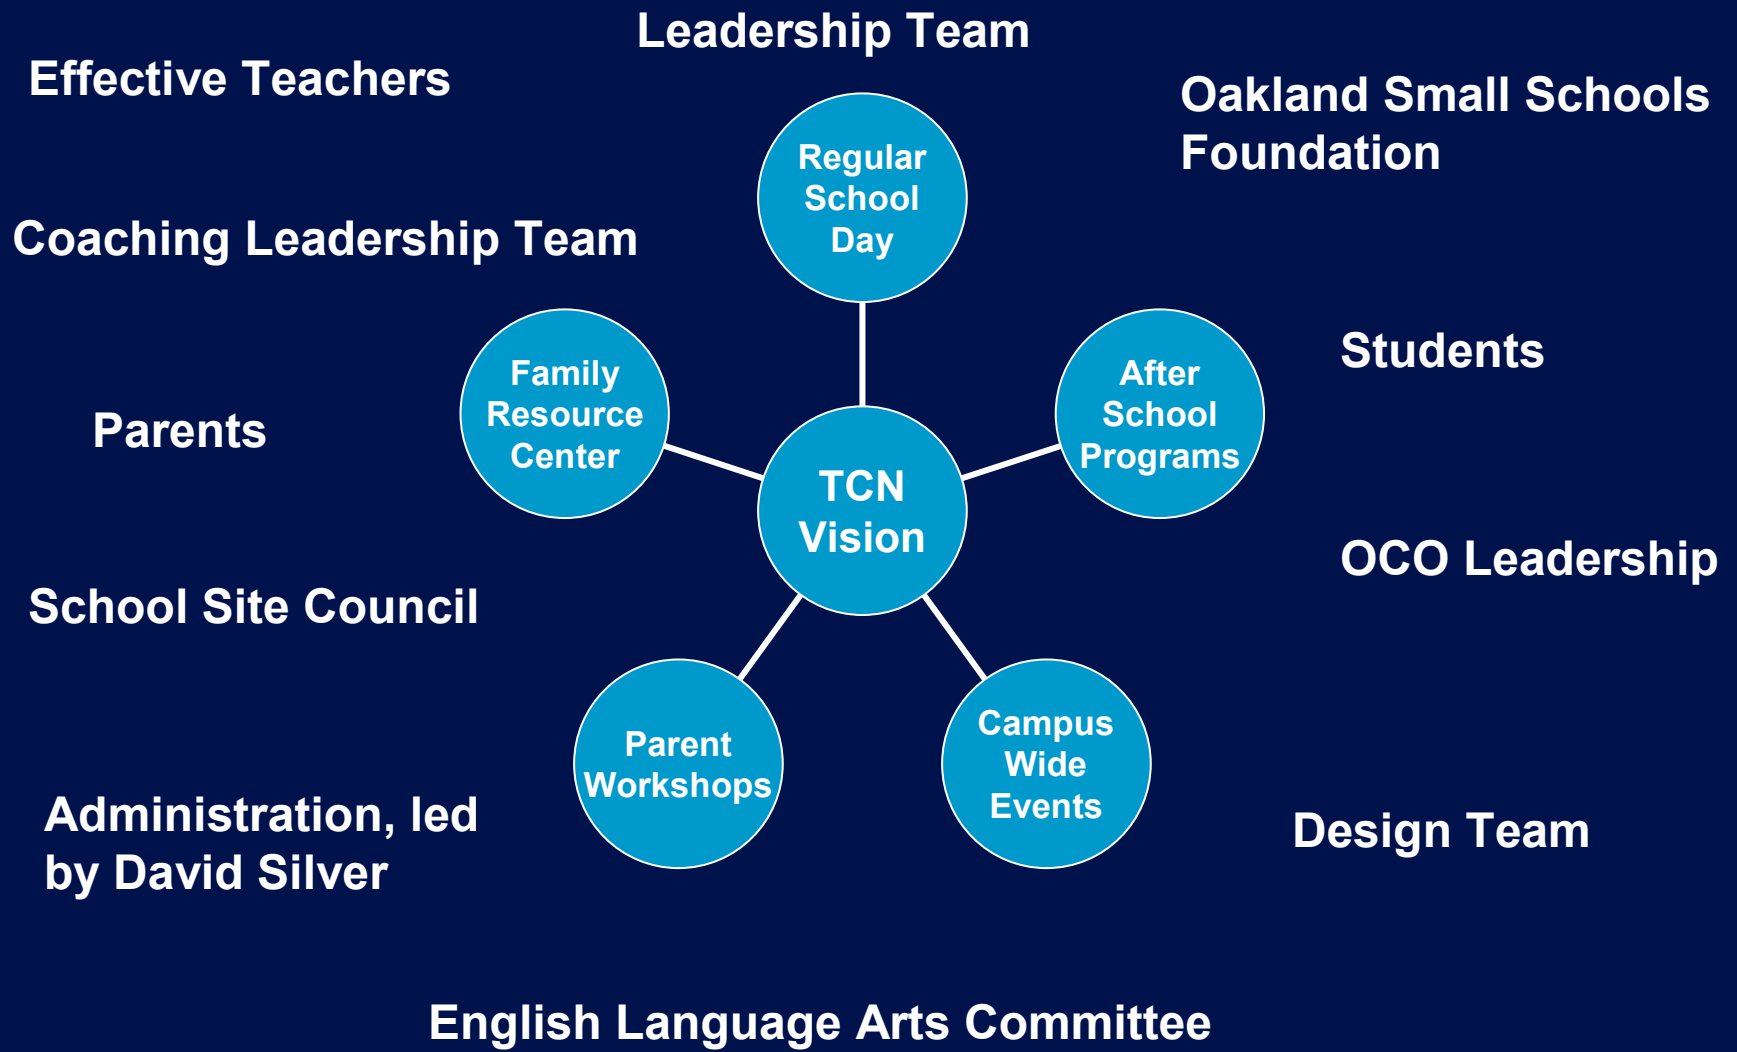 Leadership Team
Effective Teachers
Oakland Small Schools
Foundation
Regular
School
Day
Coaching Leadership Team
Family
Resource
Center
After
School
Programs
Students
Parents
TCN
Vision
OCO Leadership
School Site Council
Parent
Workshops
Campus
Wide
Events
Administration, led
by David Silver
Design Team
English Language Arts Committee